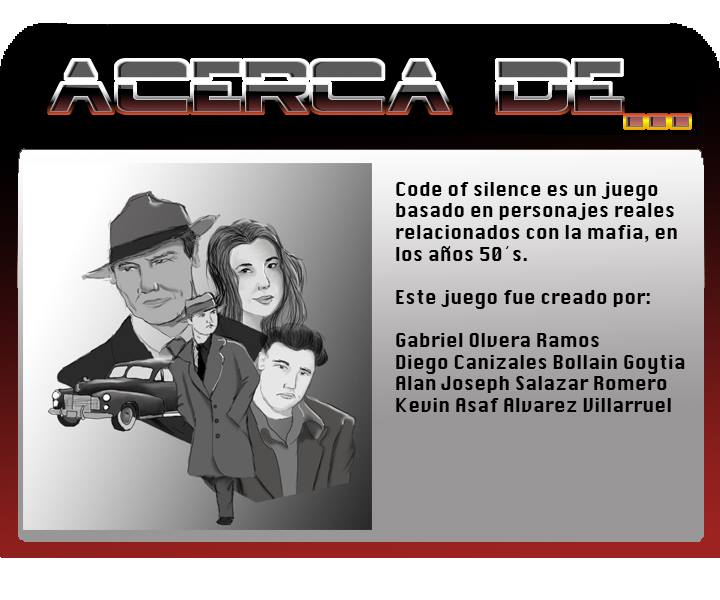 ACERCA DE...
Code of silence es un juego
basado en personajes reales
relacionados con la mafia, en
los años 50´s.
Este juego fue creado por:
Gabriel Olvera Ramos
Diego Canizales Bollain Goytia
Alan Joseph Salazar Romero
Kevin Asaf Alvarez Villarruel